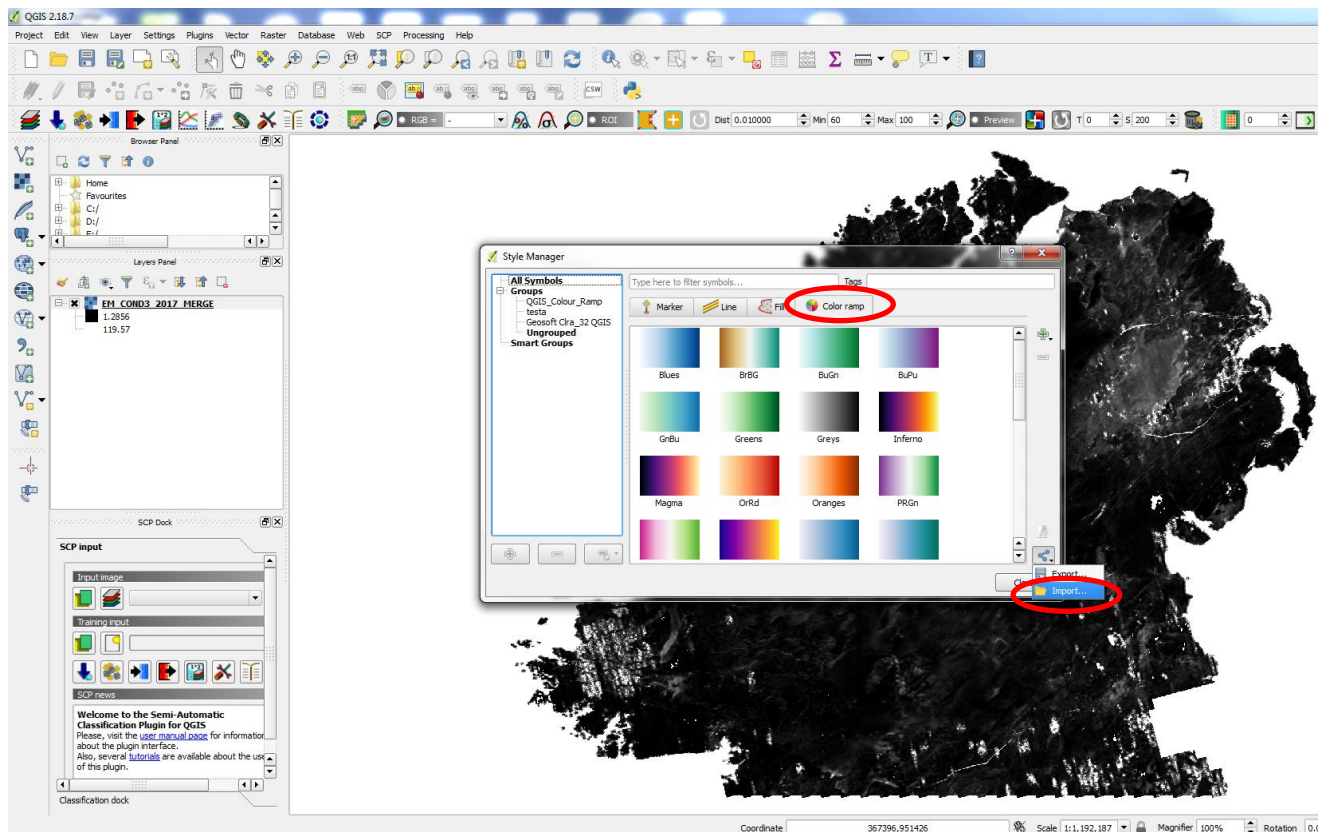 QGIS 2.18.7
Project Edit View Layer Settings Plugins Vector Raster Database Web SCP Processing Help
CSW
RGB = - ROI Dist 0.010000 Min 60 Max 100 Preview T 0 S 200 0
Browser Panel
Home
Favourites
C:/
D:/
E:/
Layers Panel
EM_COND3_2017_MERGE
1.2856
119.57
Style Manager
All Symbols
Groups
QGIS_Colour_Ramp
testa
Geosoft Clra_32 QGIS
Ungrouped
Smart Groups
Type here to filter symbols... Tags
Marker Line Fill Color ramp
Blues BrBG BuGn BuPu
GnBu Greens Greys Inferno
Magma OrRd Oranges PRGn
Export...
Import...
SCP Dock
SCP input
Input image
Training input
SCP news
Welcome to the Semi-Automatic
Classification Plugin for QGIS
Please, visit the user manual page for information
about the plugin interface.
Also, several tutorials are available about the use
of this plugin.
Classification dock
Coordinate 367396,951426 Scale 1:1,192,187 Magnifier 100% Rotation 0.0